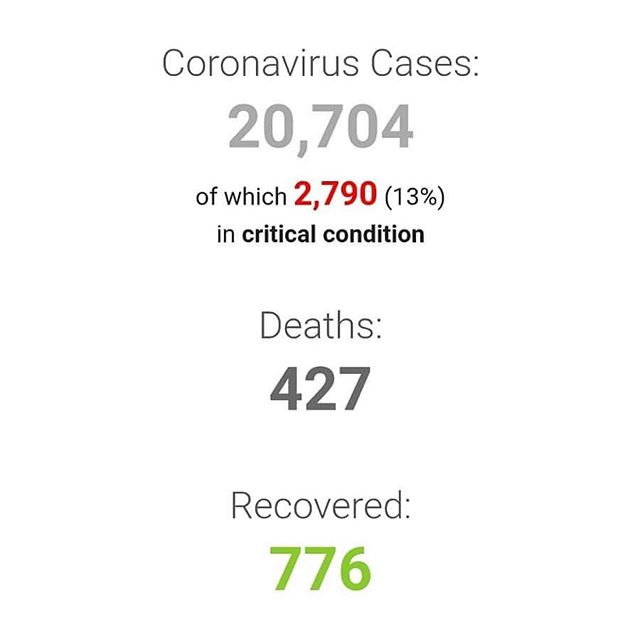 Coronavirus Cases:
20,704
of which 2,790 (13%)
in critical condition
Deaths:
427
Recovered:
776